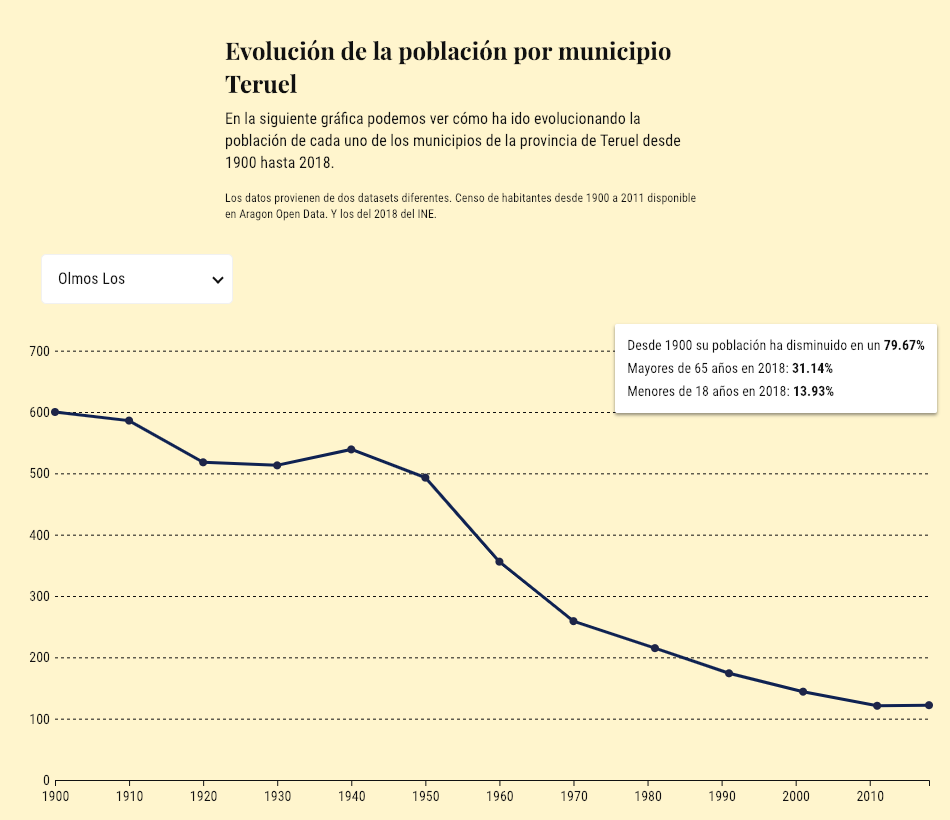 Evolución de la población por municipio
Teruel
En la siguiente gráfica podemos ver cómo ha ido evolucionando la
población de cada uno de los municipios de la provincia de Teruel desde
1900 hasta 2018.
Los datos provienen de dos datasets diferentes. Censo de habitantes desde 1900 a 2011 disponible
en Aragon Open Data. Y los del 2018 del INE.
Olmos Los
Desde 1900 su población ha disminuido en un 79.67%
Mayores de 65 años en 2018: 31.14%
Menores de 18 años en 2018: 13.93%
700
600
500
400
300
200
100
0
1900 1910 1920 1930 1940 1950 1960 1970 1980 1990 2000 2010